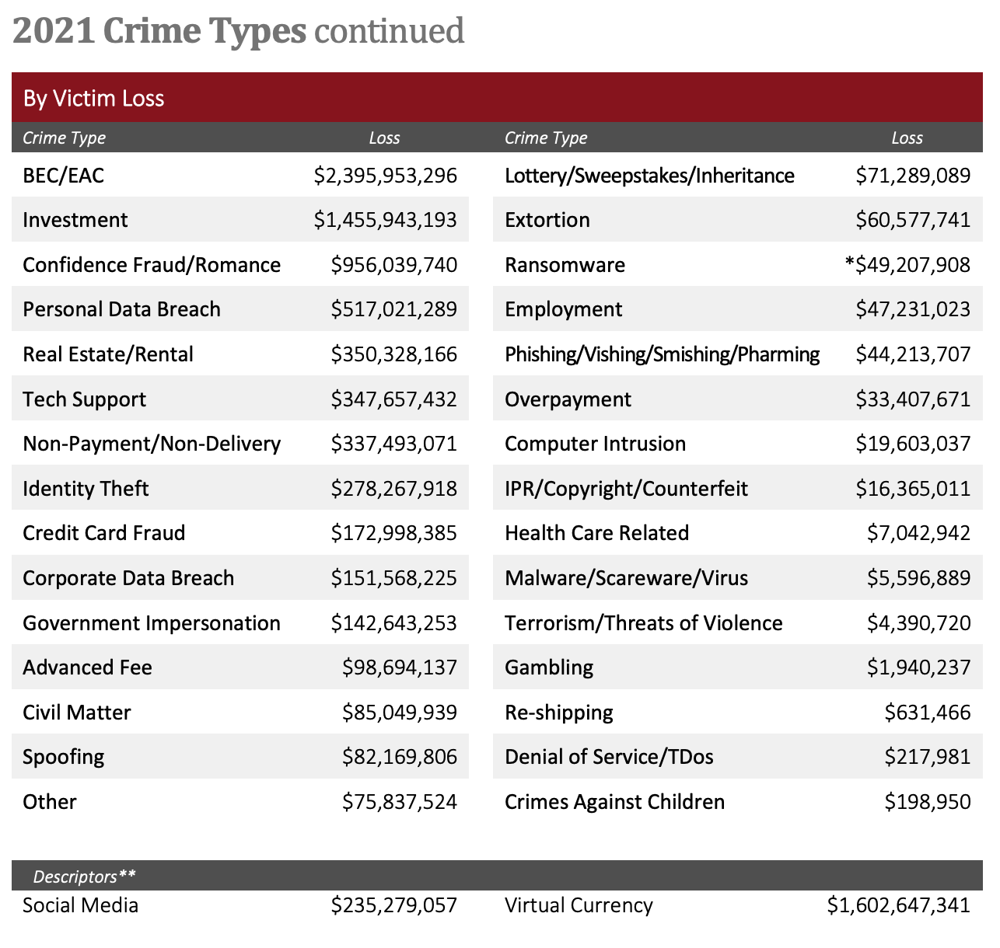 2021 Crime Types continued
By Victim Loss
Crime Type Loss Crime Type Loss
BEC/EAC $2,395,953,296 Lottery/Sweepstakes/Inheritance $71,289,089
Investment $1,455,943,193 Extortion $60,577,741
Confidence Fraud/Romance $956,039,740 Ransomware *$49,207,908
Personal Data Breach $517,021,289 Employment $47,231,023
Real Estate/Rental $350,328,166 Phishing/Vishing/Smishing/Pharming $44,213,707
Tech Support $347,657,432 Overpayment $33,407,671
Non-Payment/Non-Delivery $337,493,071 Computer Intrusion $19,603,037
Identity Theft $278,267,918 IPR/Copyright/Counterfeit $16,365,011
Credit Card Fraud $172,998,385 Health Care Related $7,042,942
Corporate Data Breach $151,568,225 Malware/Scareware/Virus $5,596,889
Government Impersonation $142,643,253 Terrorism/Threats of Violence $4,390,720
Advanced Fee $98,694,137 Gambling $1,940,237
Civil Matter $85,049,939 Re-shipping $631,466
Spoofing $82,169,806 Denial of Service/TDos $217,981
Other $75,837,524 Crimes Against Children $198,950
Descriptors**
Social Media $235,279,057 Virtual Currency $1,602,647,341